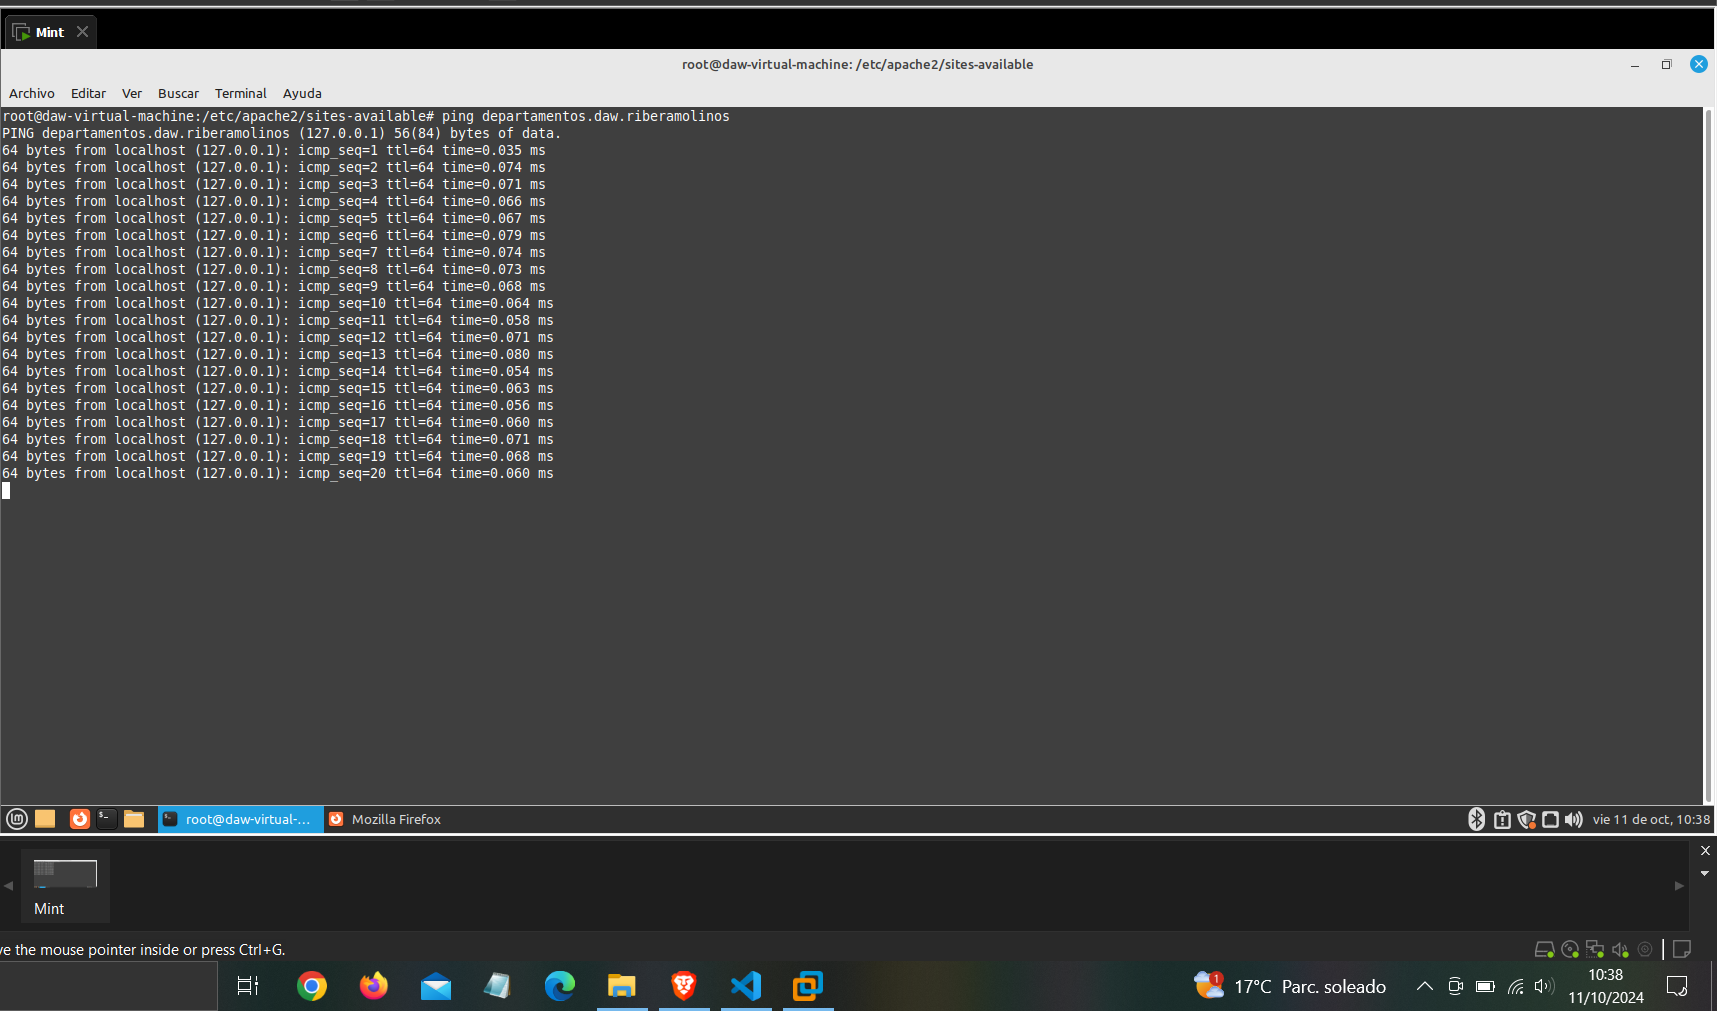 Mint
root@daw-virtual-machine: /etc/apache2/sites-available
Archivo Editar Ver Buscar Terminal Ayuda
root@daw-virtual-machine:/etc/apache2/sites-available# ping departamentos.daw.riberamolinos
PING departamentos.daw.riberamolinos (127.0.0.1) 56(84) bytes of data.
64 bytes from localhost (127.0.0.1): icmp_seq=1 ttl=64 time=0.035 ms
64 bytes from localhost (127.0.0.1): icmp_seq=2 ttl=64 time=0.074 ms
64 bytes from localhost (127.0.0.1): icmp_seq=3 ttl=64 time=0.071 ms
64 bytes from localhost (127.0.0.1): icmp_seq=4 ttl=64 time=0.066 ms
64 bytes from localhost (127.0.0.1): icmp_seq=5 ttl=64 time=0.067 ms
64 bytes from localhost (127.0.0.1): icmp_seq=6 ttl=64 time=0.079 ms
64 bytes from localhost (127.0.0.1): icmp_seq=7 ttl=64 time=0.074 ms
64 bytes from localhost (127.0.0.1): icmp_seq=8 ttl=64 time=0.073 ms
64 bytes from localhost (127.0.0.1): icmp_seq=9 ttl=64 time=0.068 ms
64 bytes from localhost (127.0.0.1): icmp_seq=10 ttl=64 time=0.064 ms
64 bytes from localhost (127.0.0.1): icmp_seq=11 ttl=64 time=0.058 ms
64 bytes from localhost (127.0.0.1): icmp_seq=12 ttl=64 time=0.071 ms
64 bytes from localhost (127.0.0.1): icmp_seq=13 ttl=64 time=0.080 ms
64 bytes from localhost (127.0.0.1): icmp_seq=14 ttl=64 time=0.054 ms
64 bytes from localhost (127.0.0.1): icmp_seq=15 ttl=64 time=0.063 ms
64 bytes from localhost (127.0.0.1): icmp_seq=16 ttl=64 time=0.056 ms
64 bytes from localhost (127.0.0.1): icmp_seq=17 ttl=64 time=0.060 ms
64 bytes from localhost (127.0.0.1): icmp_seq=18 ttl=64 time=0.071 ms
64 bytes from localhost (127.0.0.1): icmp_seq=19 ttl=64 time=0.068 ms
64 bytes from localhost (127.0.0.1): icmp_seq=20 ttl=64 time=0.060 ms
root@daw-virtual-... Mozilla Firefox vie 11 de oct, 10:38
Mint
ve the mouse pointer inside or press Ctrl+G.
1 17°C Parc. soleado 10:38
11/10/2024